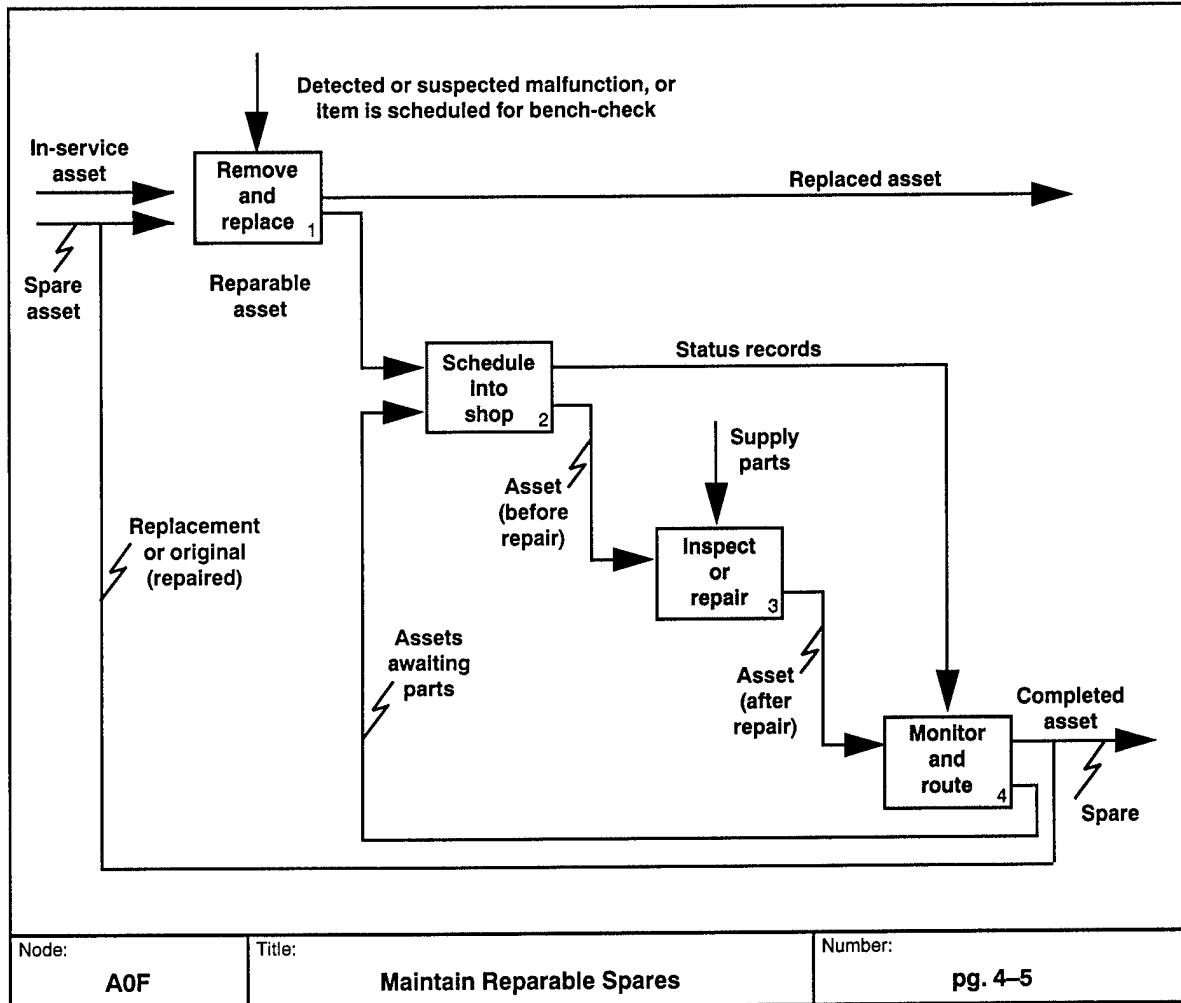 Detected or suspected malfunction, or
item is scheduled for bench-check
In-service
asset
Remove
and
replace
1
Replaced asset
Spare
asset
Reparable
asset
Schedule
into
shop
2
Status records
Supply
parts
Asset
(before
repair)
Replacement
or original
(repaired)
Inspect
or
repair
3
Assets
awaiting
parts
Asset
(after
repair)
Completed
asset
Monitor
and
route
4
Spare
Node:
A0F
Title:
Maintain Reparable Spares
Number:
pg. 4–5